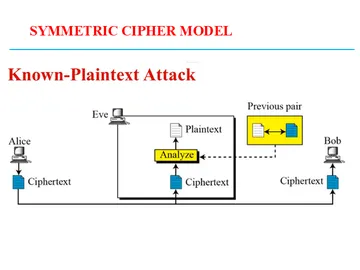 SYMMETRIC CIPHER MODEL
Known-Plaintext Attack
Previous pair
Eve
Plaintext
Alice
Bob
Analyze
Ciphertext
Ciphertext
Ciphertext